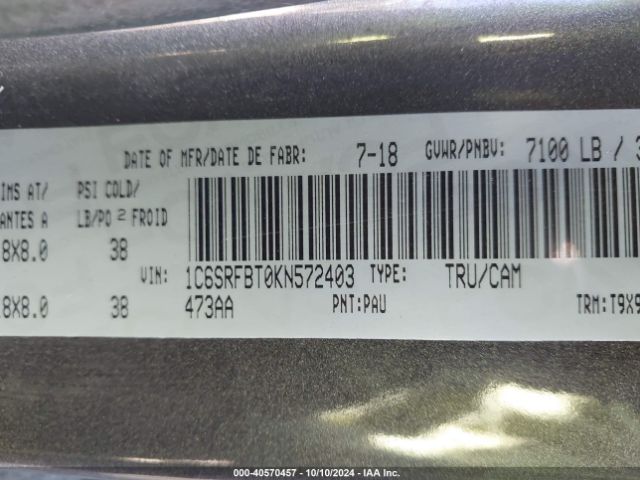 DATE OF MFR/DATE DE FABR: 7-18 GVWR/PNBV: 7100 LB / 3
IMS AT/ PSI COLD/
ANTES A LB/PO 2 FROID
8X8.0 38
VIN: 1C6SRFBT0KN572403 TYPE: TRU/CAM
8X8.0 38 473AA PNT:PAU TRM:T9X9
000-40570457 - 10/10/2024 - IAA Inc.